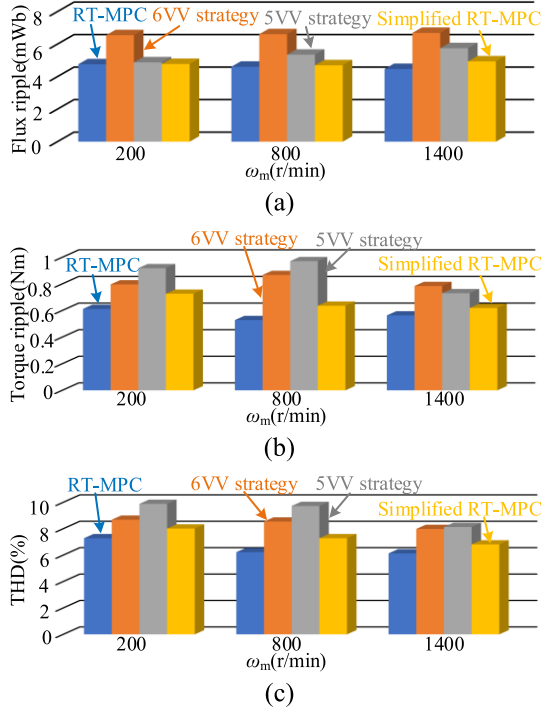 RT-MPC 6VV strategy 5VV strategy Simplified RT-MPC
Flux ripple(mWb)
8
6
4
2
0
200 800 1400
ωm(r/min)
(a)
RT-MPC 6VV strategy 5VV strategy Simplified RT-MPC
Torque ripple(Nm)
1
0.8
0.6
0.4
0.2
0
200 800 1400
ωm(r/min)
(b)
RT-MPC 6VV strategy 5VV strategy Simplified RT-MPC
THD(%)
10
8
6
4
2
0
200 800 1400
ωm(r/min)
(c)